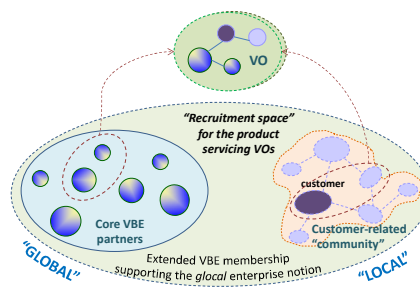 VO
"Recruitment space"
for the product
servicing VOs
customer
Core VBE
partners
Customer-related
"community"
Extended VBE membership
supporting the glocal enterprise notion
"GLOBAL"
"LOCAL"